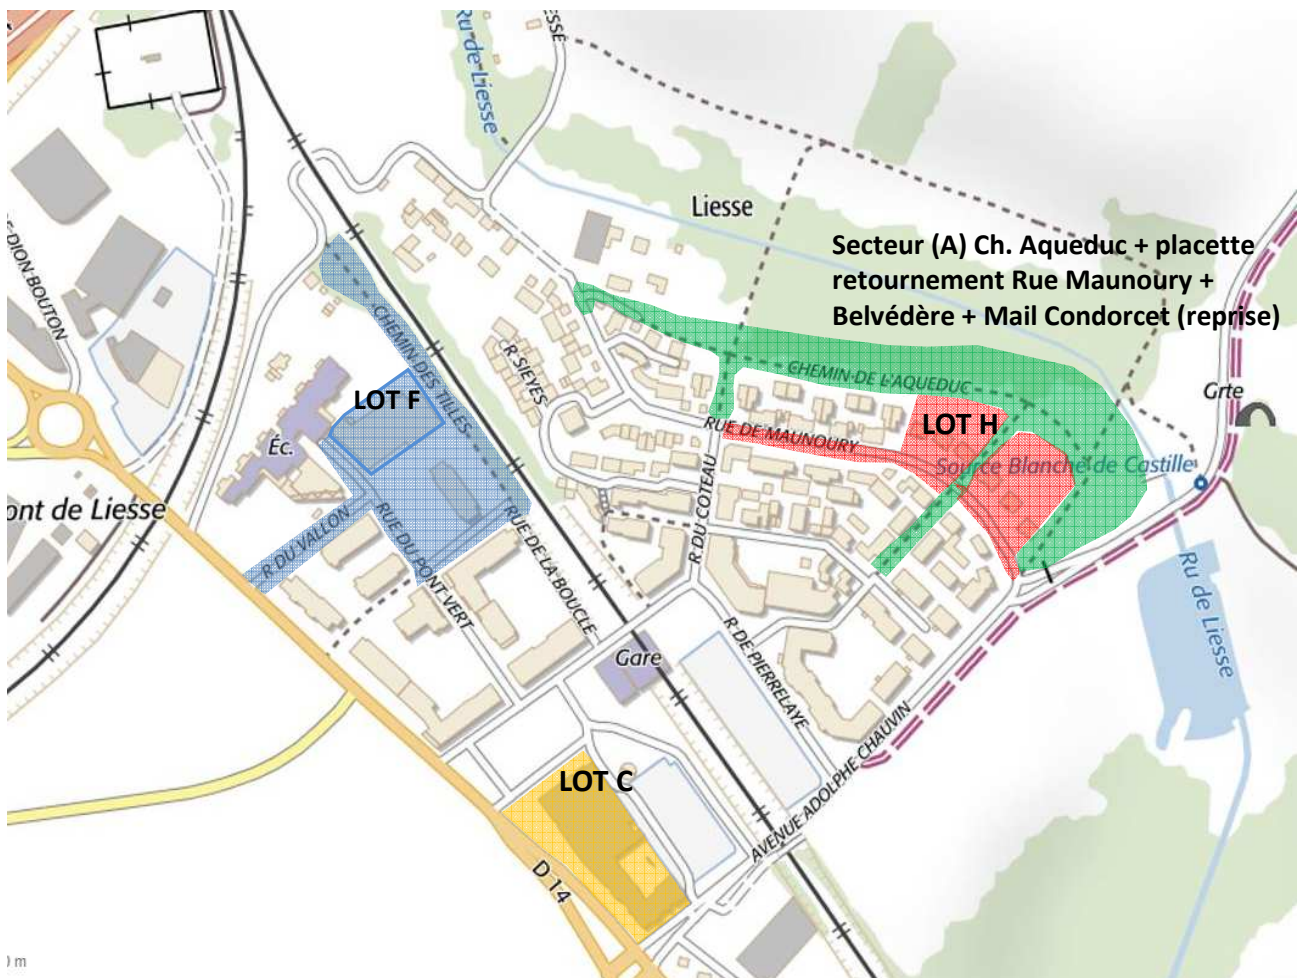 ESSÉ
Ru de Liesse
Liesse
Secteur (A) Ch. Aqueduc + placette
retournement Rue Maunoury +
Belvédère + Mail Condorcet (reprise)
E DION BOUTON
CHEMIN DES TILLES
R SIEYES
CHEMIN DE L'AQUEDUC
Grte
LOT F
LOT H
RUE DE MAUNOURY
Éc.
Source Blanche de Castille
ont de Liesse
R DU COTEAU
R DU VALLON
RUE DU PONT VERT
RUE DE LA BOUCLE
Ru de Liesse
Gare
R DE PIERRELAYE
LOT C
AVENUE ADOLPHE CHAUVIN
D 14
0 m